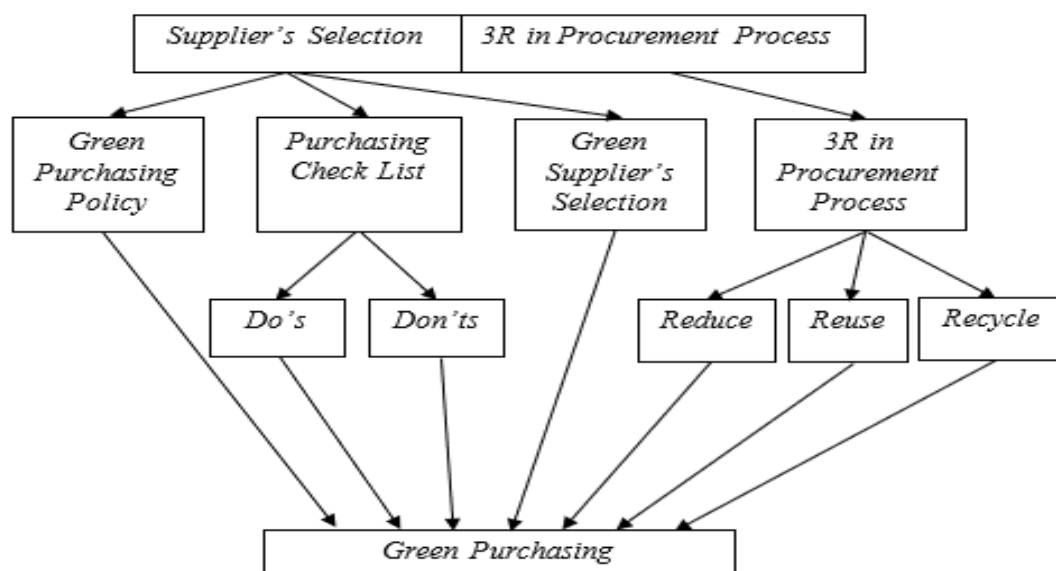 Supplier's Selection
3R in Procurement Process
Green
Purchasing
Policy
Purchasing
Check List
Green
Supplier's
Selection
3R in
Procurement
Process
Do's
Don'ts
Reduce
Reuse
Recycle
Green Purchasing